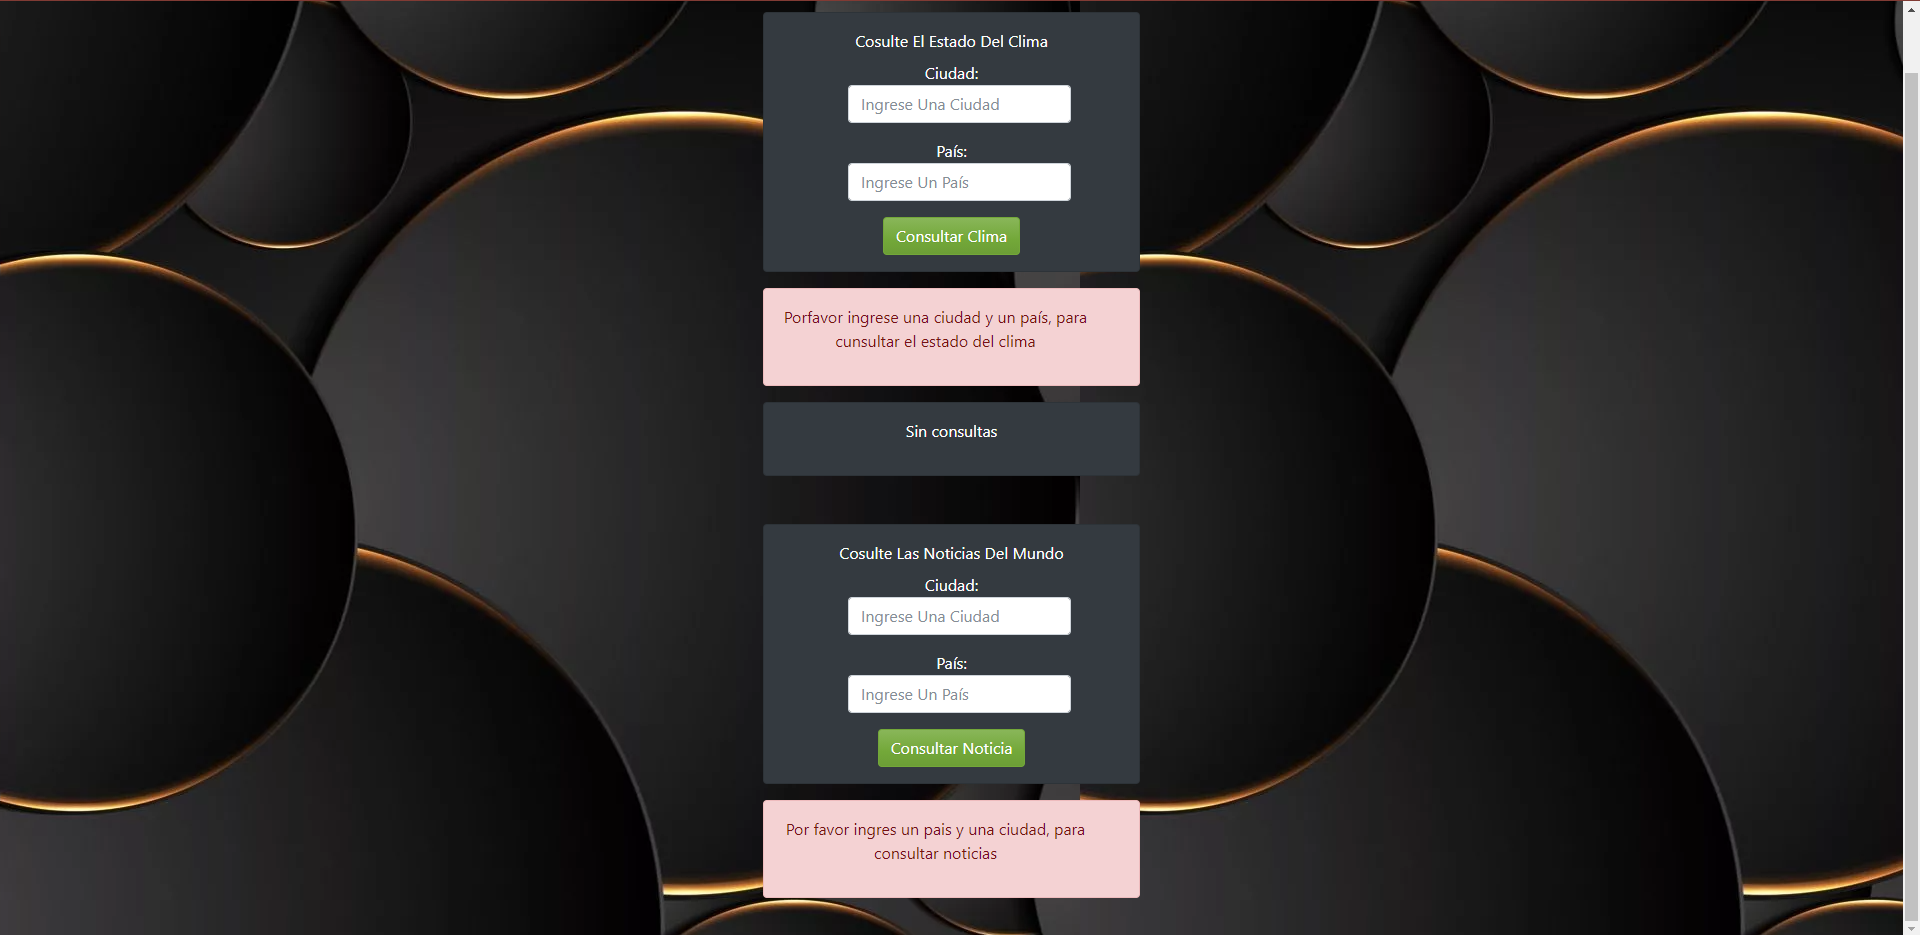 Cosulte El Estado Del Clima
Ciudad:
Ingrese Una Ciudad
País:
Ingrese Un País
Consultar Clima
Porfavor ingrese una ciudad y un país, para
cunsultar el estado del clima
Sin consultas
Cosulte Las Noticias Del Mundo
Ciudad:
Ingrese Una Ciudad
País:
Ingrese Un País
Consultar Noticia
Por favor ingres un pais y una ciudad, para
consultar noticias